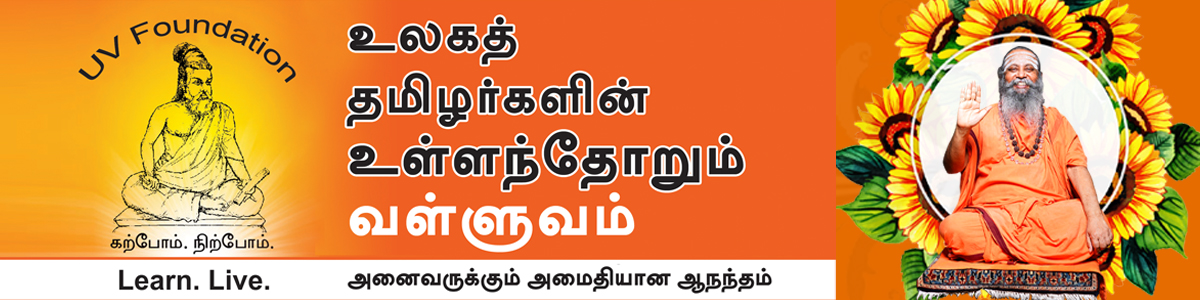 UV Foundation
கற்போம். நிற்போம்.
Learn. Live.
உலகத்
தமிழர்களின்
உள்ளந்தோறும்
வள்ளுவம்
அனைவருக்கும் அமைதியான ஆநந்தம்